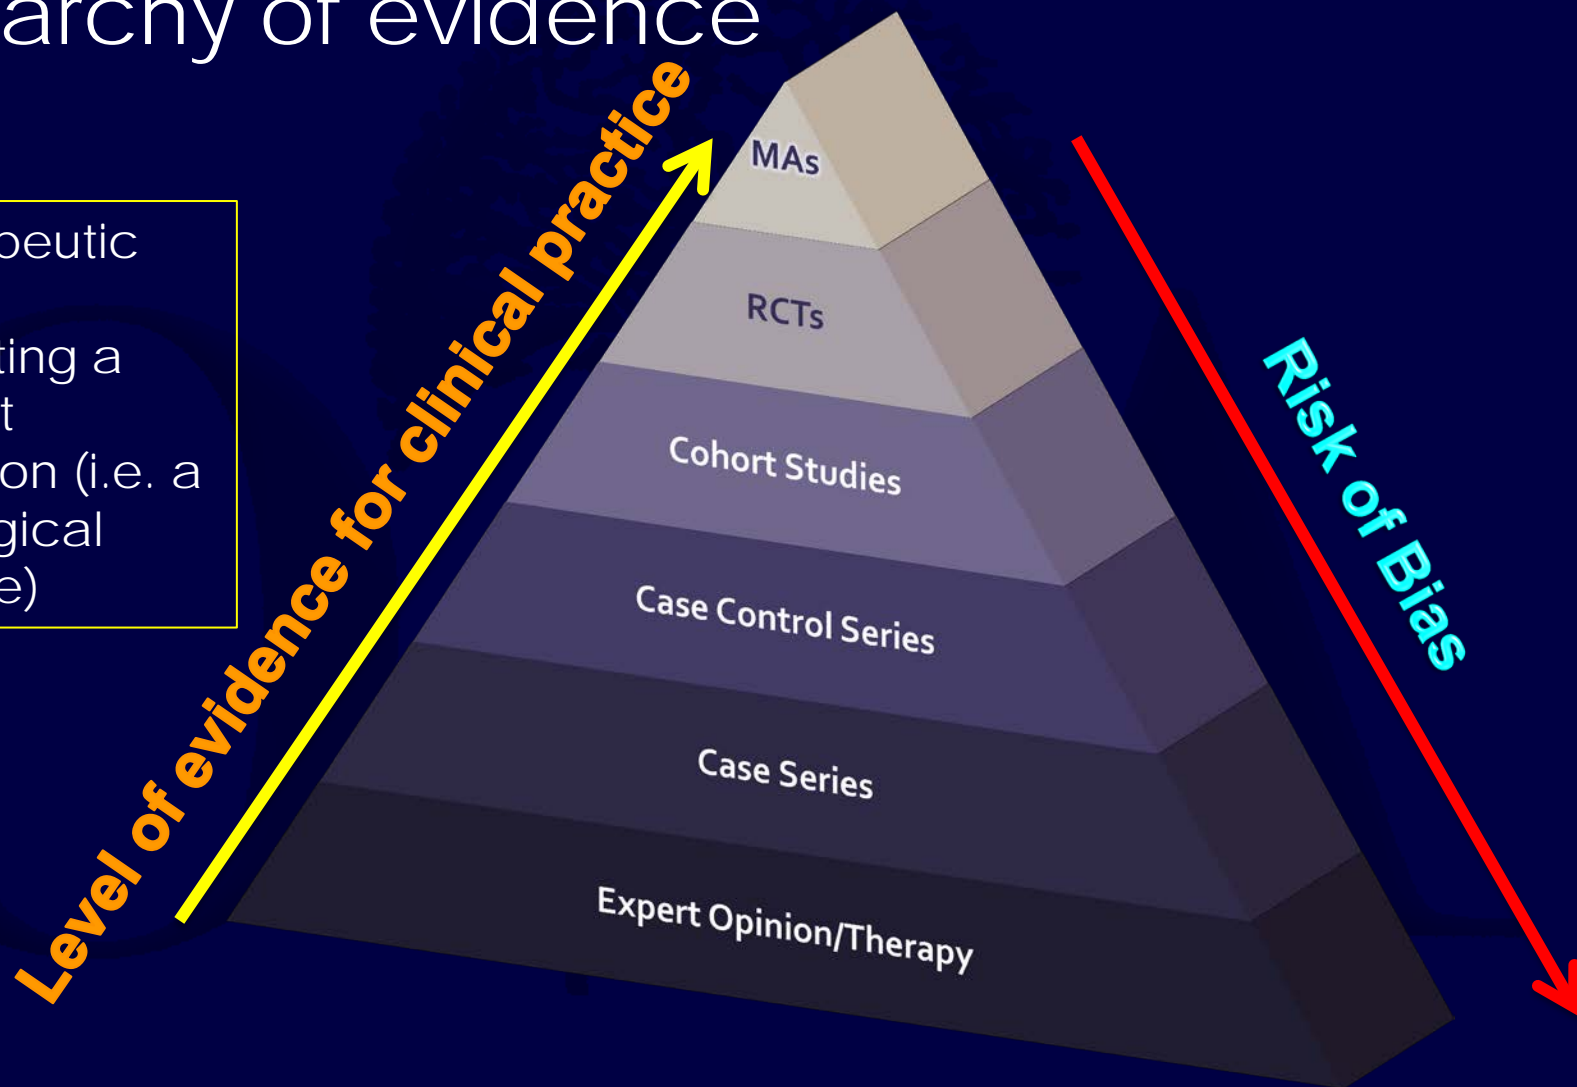 archy of evidence
peutic
ting a
t
on (i.e. a
gical
e)
Level of evidence for clinical practice
MAs
RCTs
Cohort Studies
Case Control Series
Case Series
Expert Opinion/Therapy
Risk of Bias